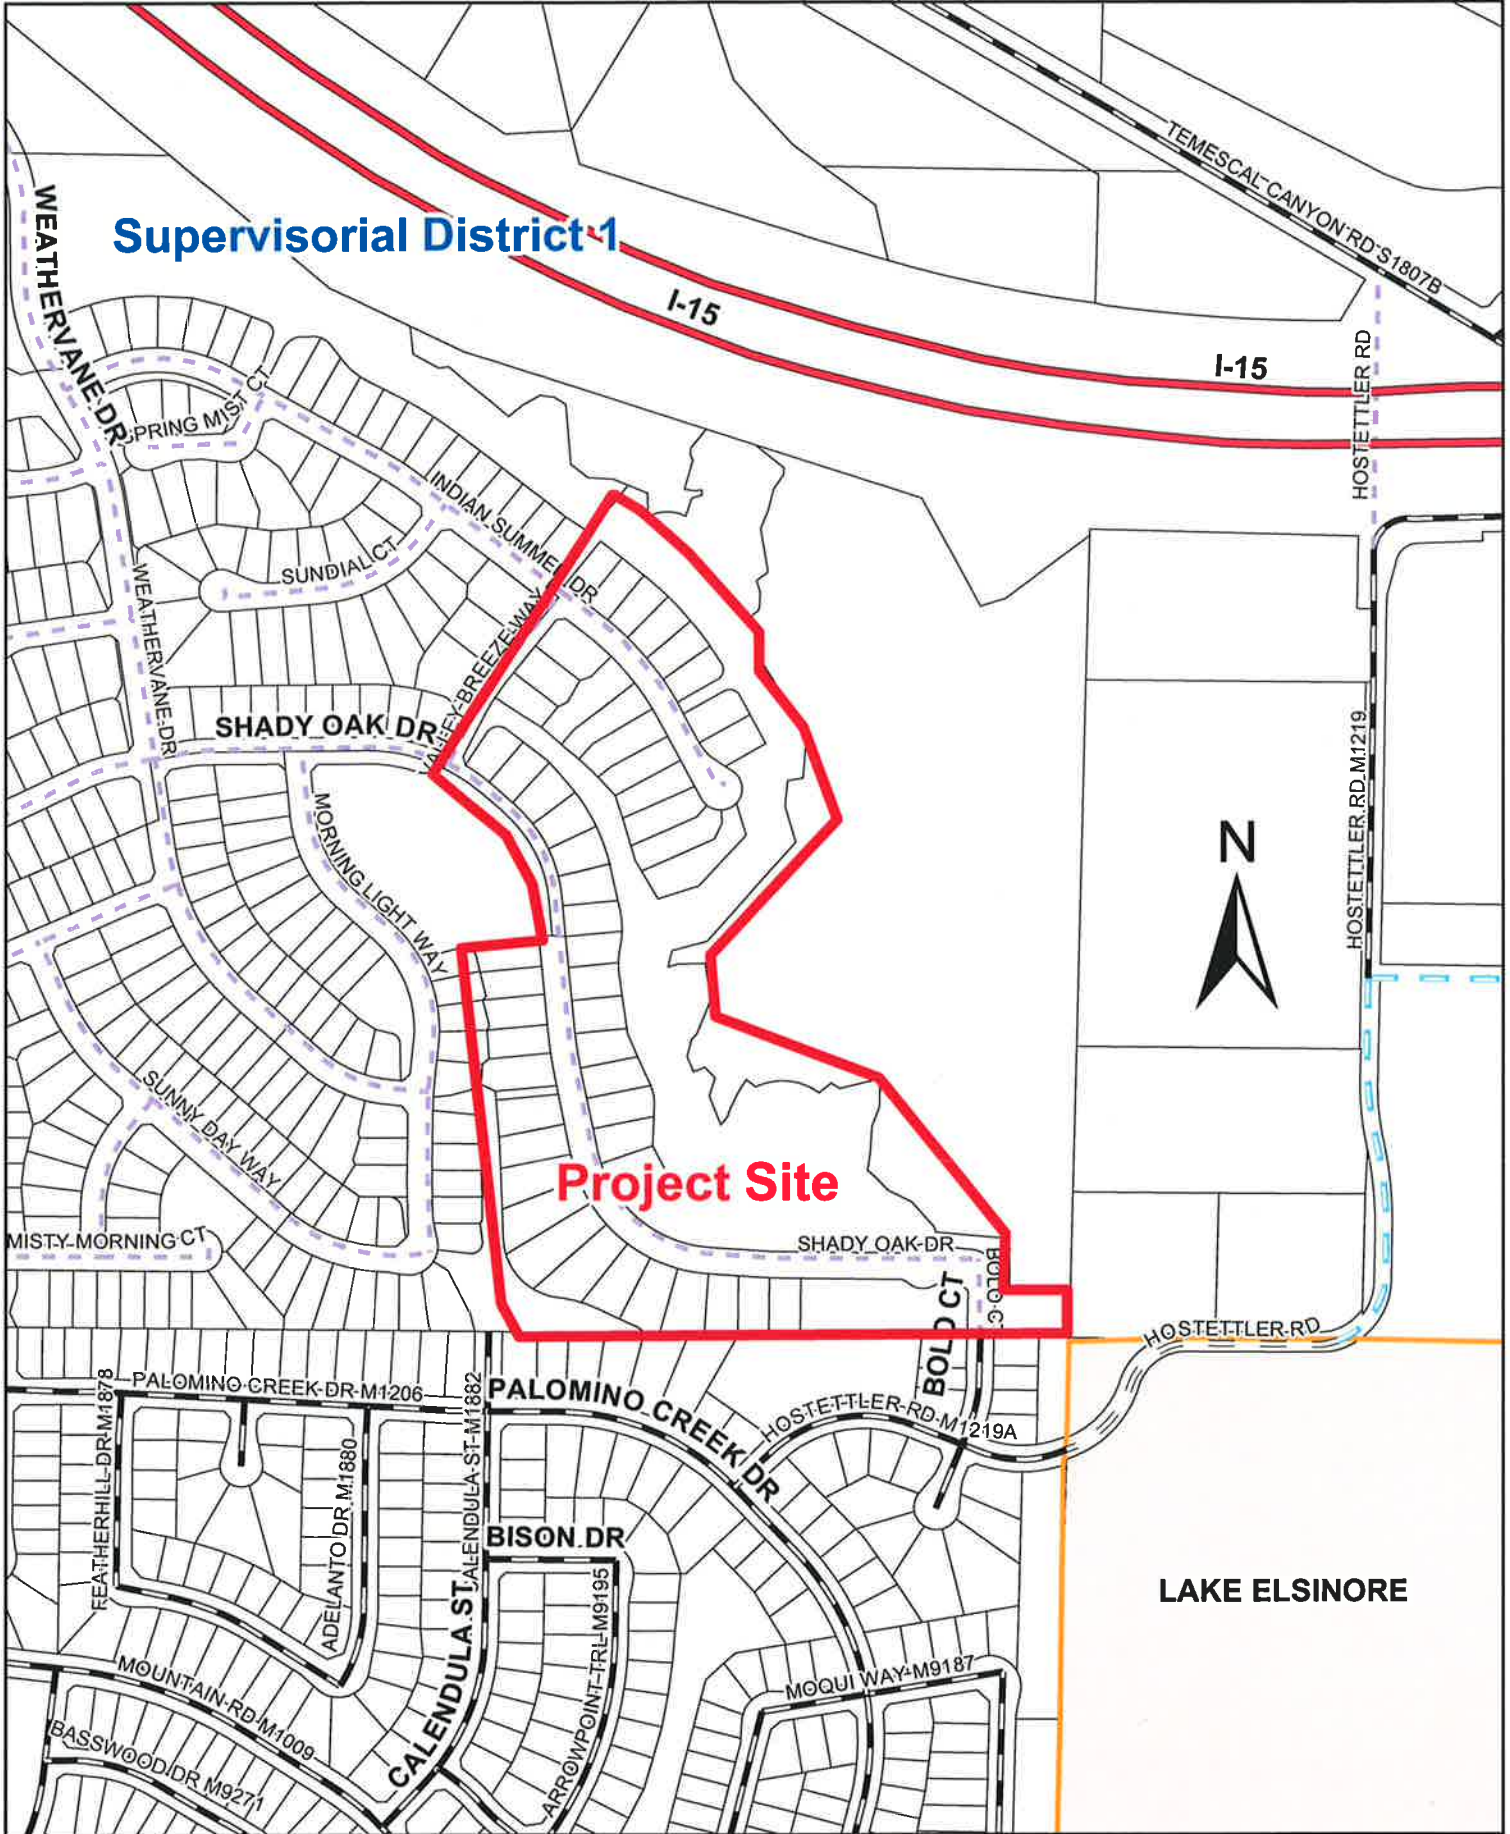 TEMESCAL CANYON RD S1807B
WEATHERVANE DR
Supervisorial District 1
I-15
I-15
HOSTETTLER RD
SPRING MIST CT
INDIAN SUMMER DR
SUNDIAL CT
WEATHERVANE DR
VALLEY BREEZE WAY
SHADY OAK DR
HOSTETTLER RD M1219
MORNING LIGHT WAY
N
SUNNY DAY WAY
Project Site
MISTY MORNING CT
SHADY OAK DR
BOLO CT
BOLO CT
HOSTETTLER RD
PALOMINO CREEK DR M1206
PALOMINO CREEK DR
FEATHERHILL DR M1878
CALENDULA ST M1882
HOSTETTLER RD M1219A
ADELANTO DR M1880
BISON DR
LAKE ELSINORE
ARROWPOINT TRL M9195
CALENDULA ST
MOQUI WAY M9187
MOUNTAIN RD M1009
BASSWOOD DR M9271